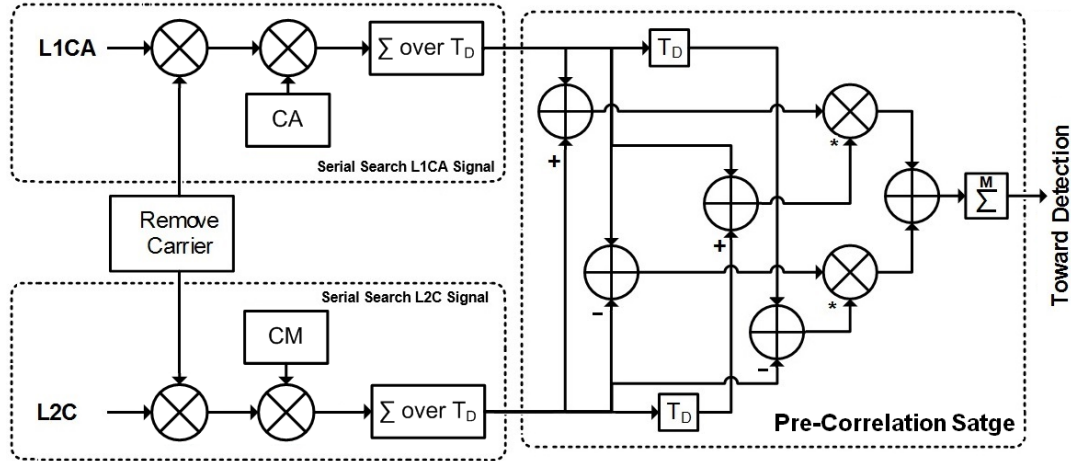 L1CA
CA
∑ over T_D
Serial Search L1CA Signal
Remove
Carrier
Serial Search L2C Signal
CM
L2C
∑ over T_D
T_D
+
+
−
−
*
*
T_D
M
∑
Pre-Correlation Satge
Toward Detection